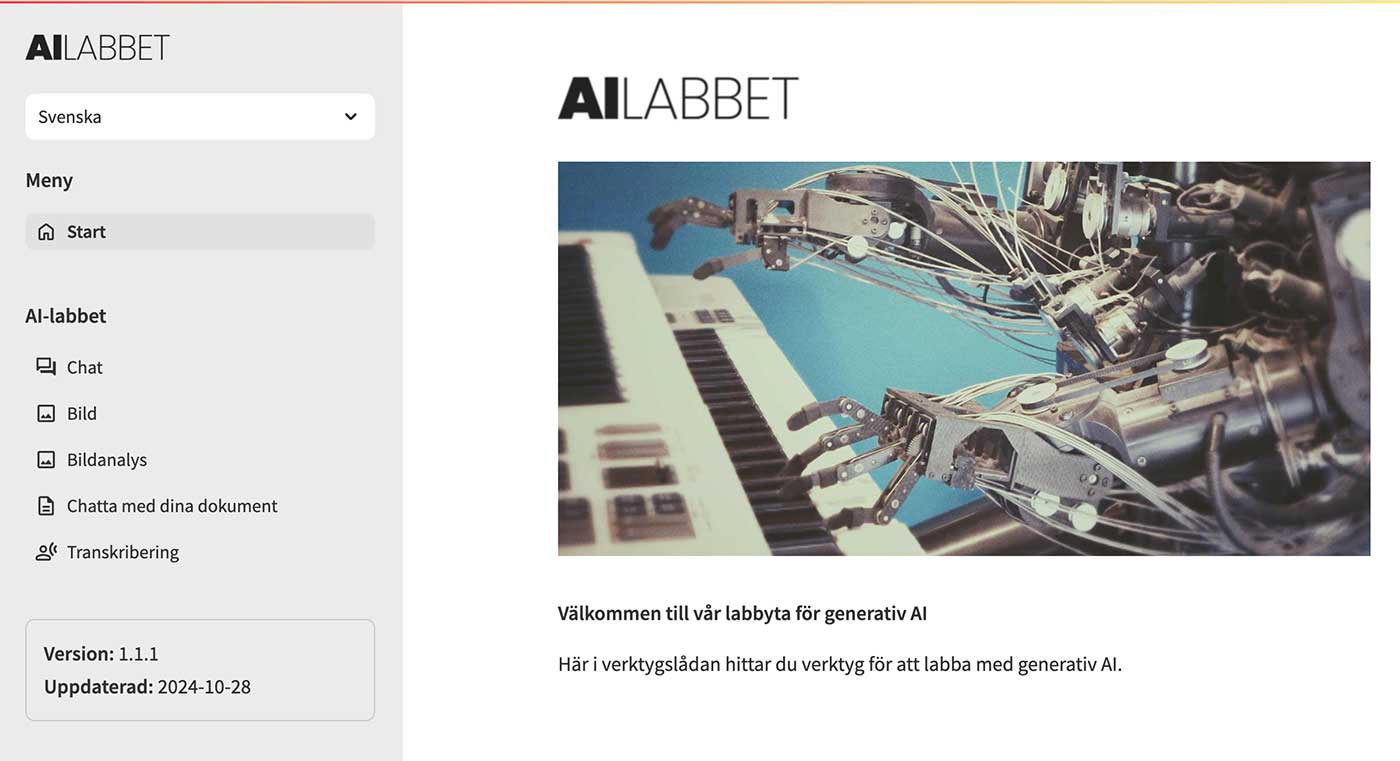 AILABBET
Svenska
Meny
Start
AI-labbet
Chat
Bild
Bildanalys
Chatta med dina dokument
Transkribering
Version: 1.1.1
Uppdaterad: 2024-10-28
AILABBET
Välkommen till vår labbyta för generativ AI
Här i verktygslådan hittar du verktyg för att labba med generativ AI.